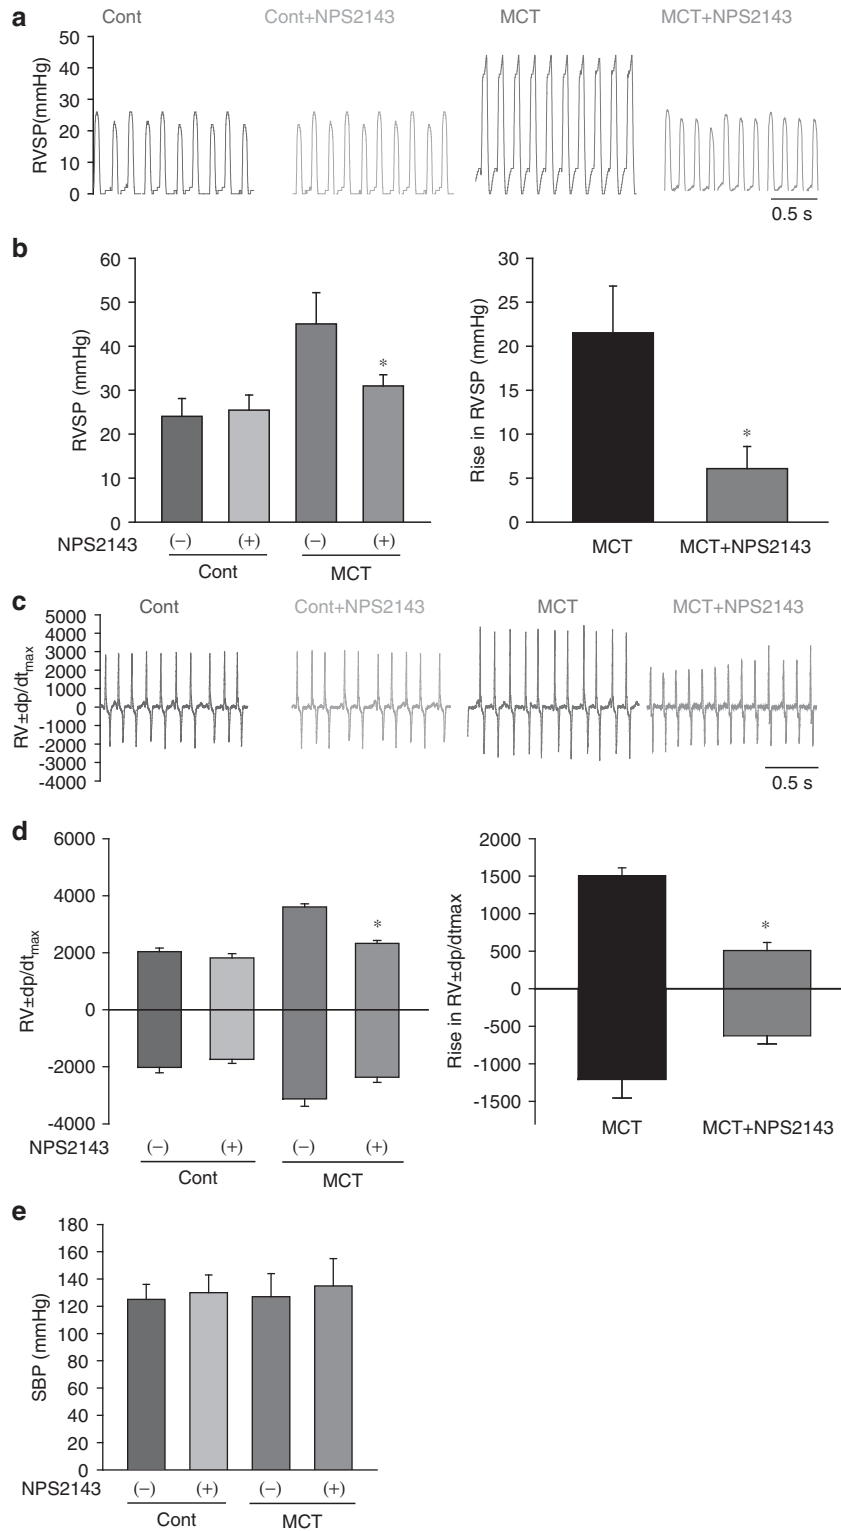 a
Cont Cont+NPS2143 MCT MCT+NPS2143
RVSP(mmHg)
50
40
30
20
10
0
0.5 s
b
RVSP (mmHg)
60
50
40
30
20
10
0
*
NPS2143 (−) (+) (−) (+)
Cont MCT
Rise in RVSP (mmHg)
30
25
20
15
10
5
0
*
MCT MCT+NPS2143
c
Cont Cont+NPS2143 MCT MCT+NPS2143
RV±dp/dtmax
5000
4000
3000
2000
1000
0
-1000
-2000
-3000
-4000
0.5 s
d
RV±dp/dtmax
6000
4000
2000
0
-2000
-4000
*
NPS2143 (−) (+) (−) (+)
Cont MCT
Rise in RV±dp/dtmax
2000
1500
1000
500
0
-500
-1000
-1500
*
MCT MCT+NPS2143
e
SBP (mmHg)
180
160
140
120
100
80
60
40
20
0
NPS2143 (−) (+) (−) (+)
Cont MCT